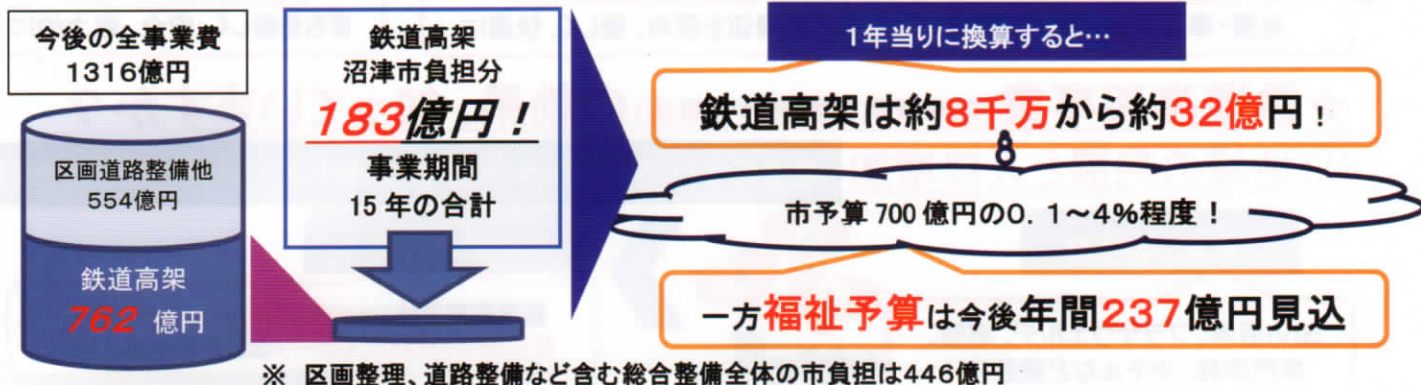 今後の全事業費
1316億円
区画道路整備他
554億円
鉄道高架
762 億円
鉄道高架
沼津市負担分
183億円！
事業期間
15年の合計
1年当りに換算すると…
鉄道高架は約8千万から約32億円！
市予算700億円の0．1～4%程度！
一方福祉予算は今後年間237億円見込
※ 区画整理、道路整備など含む総合整備全体の市負担は446億円